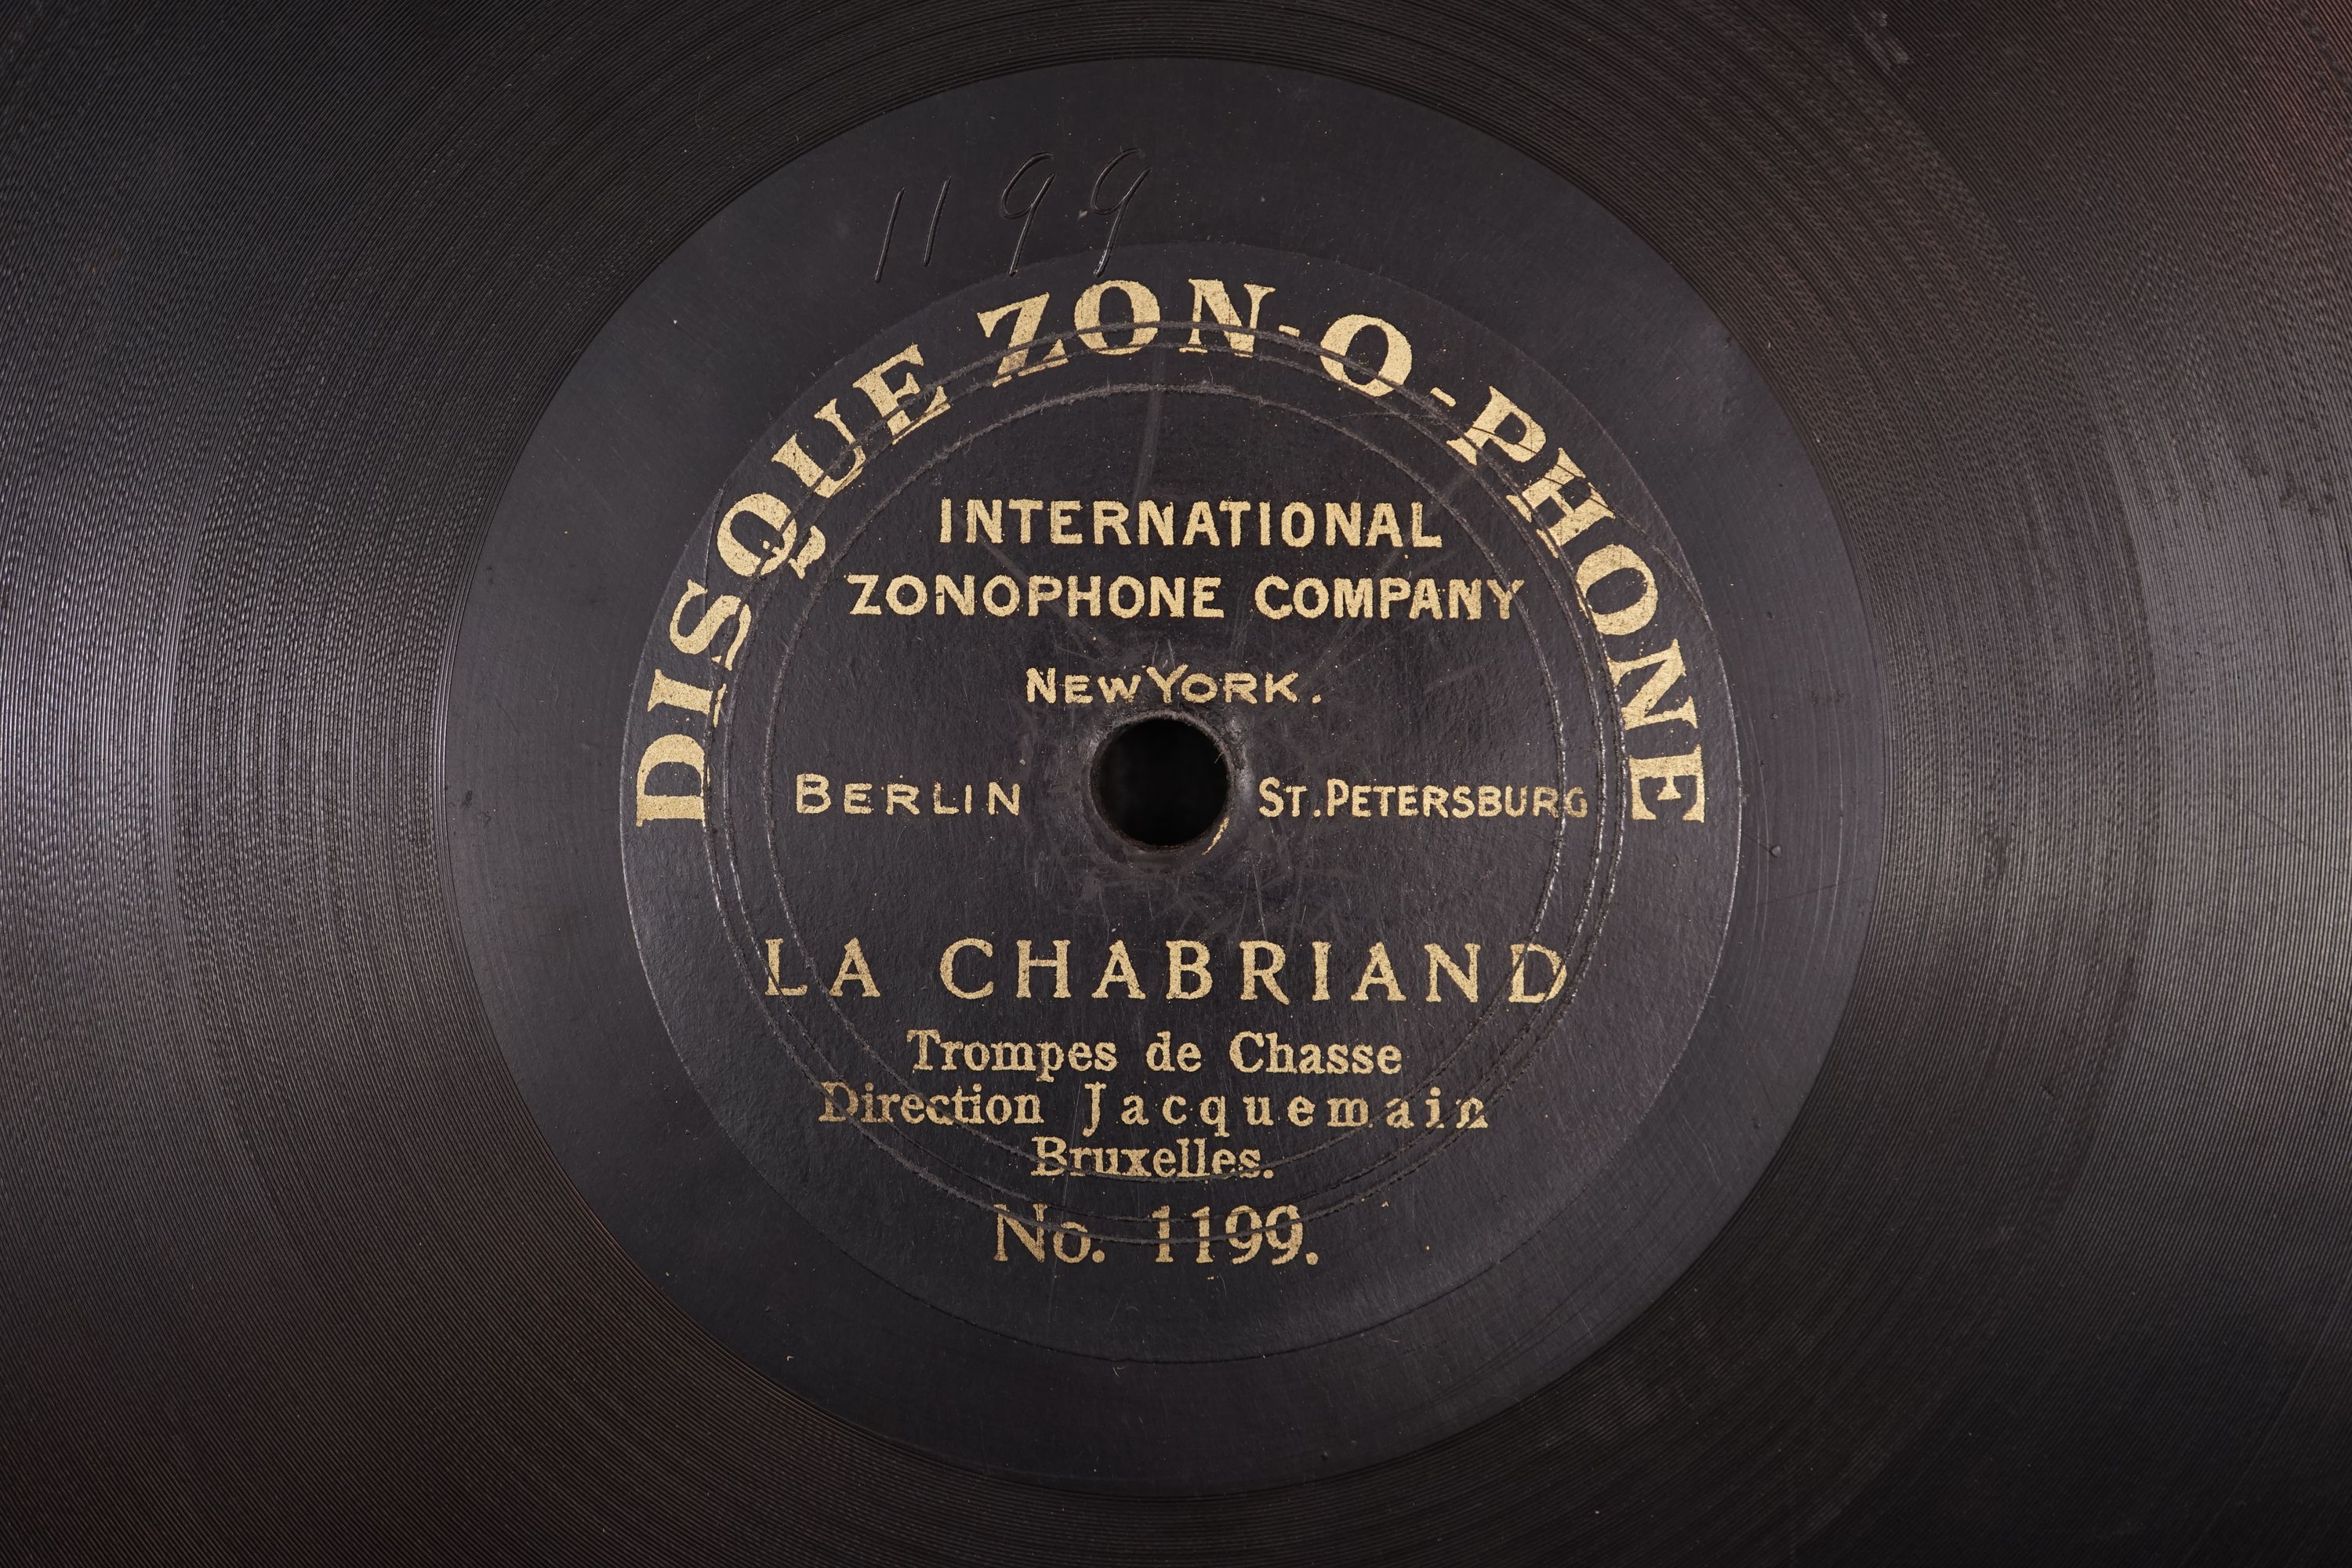 1199
DISQUE ZON-O-PHONE
INTERNATIONAL
ZONOPHONE COMPANY
NEW YORK.
BERLIN ST. PETERSBURG
LA CHABRIAND
Trompes de Chasse
Direction Jacquemain
Bruxelles.
No. 1199.